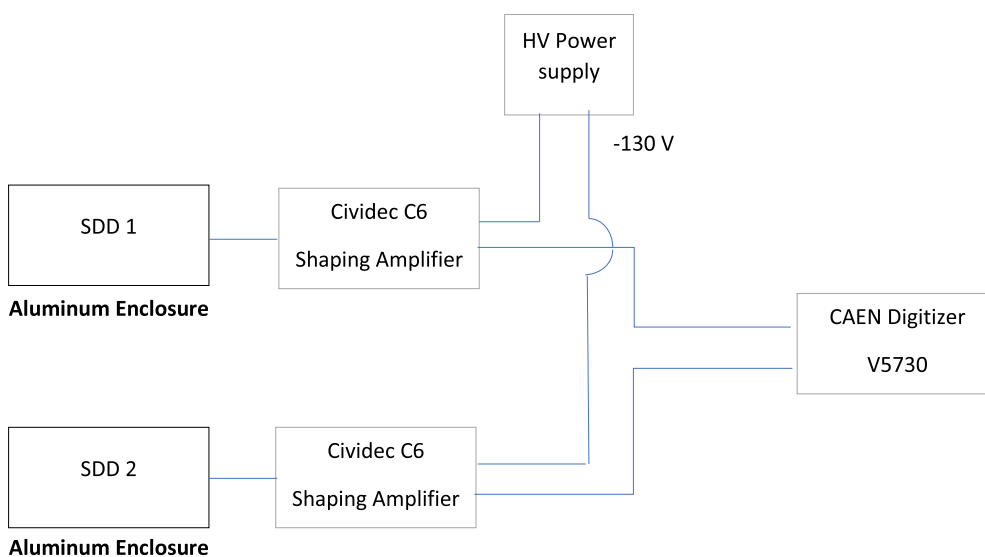 HV Power
supply
-130 V
SDD 1
Aluminum Enclosure
Cividec C6
Shaping Amplifier
CAEN Digitizer
V5730
SDD 2
Aluminum Enclosure
Cividec C6
Shaping Amplifier